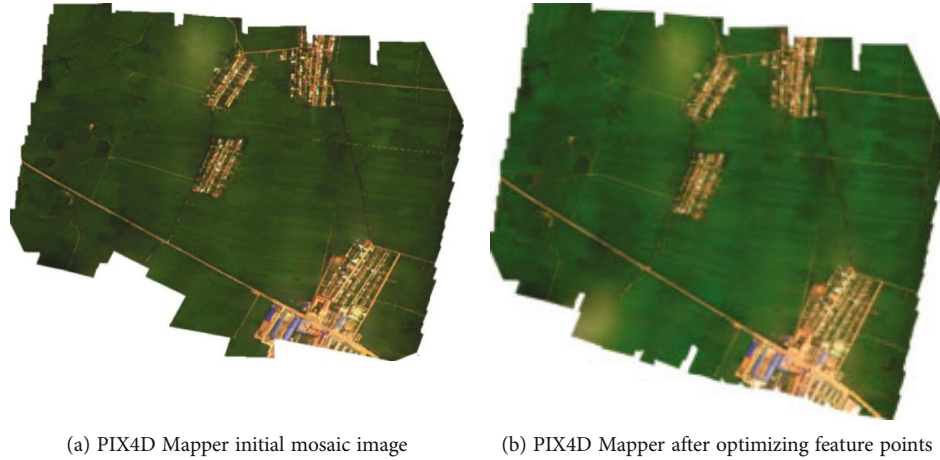 (a) PIX4D Mapper initial mosaic image
(b) PIX4D Mapper after optimizing feature points